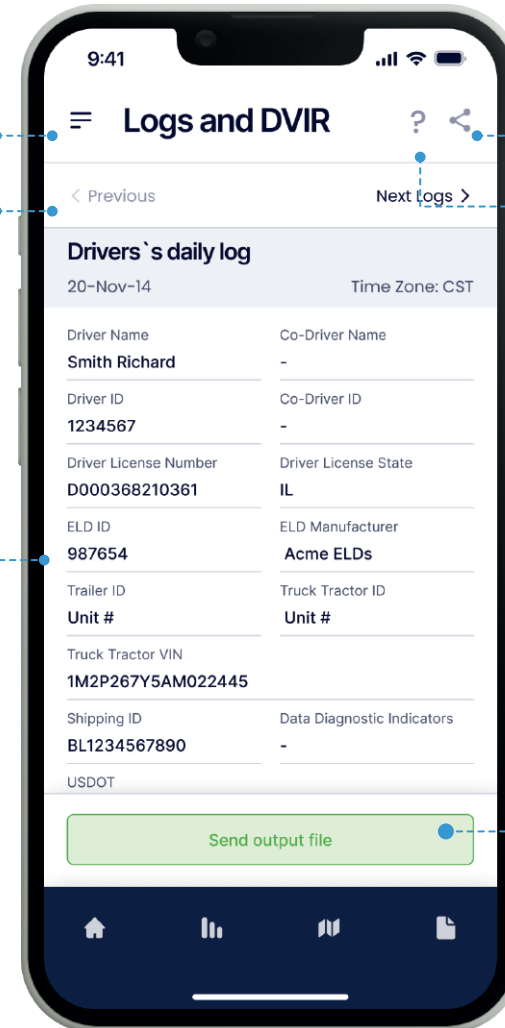 9:41
Logs and DVIR ?
< Previous Next Logs >
Drivers`s daily log
20-Nov-14 Time Zone: CST
Driver Name Co-Driver Name
Smith Richard -
Driver ID Co-Driver ID
1234567 -
Driver License Number Driver License State
D000368210361 IL
ELD ID ELD Manufacturer
987654 Acme ELDs
Trailer ID Truck Tractor ID
Unit # Unit #
Truck Tractor VIN
1M2P267Y5AM022445
Shipping ID Data Diagnostic Indicators
BL1234567890 -
USDOT
Send output file